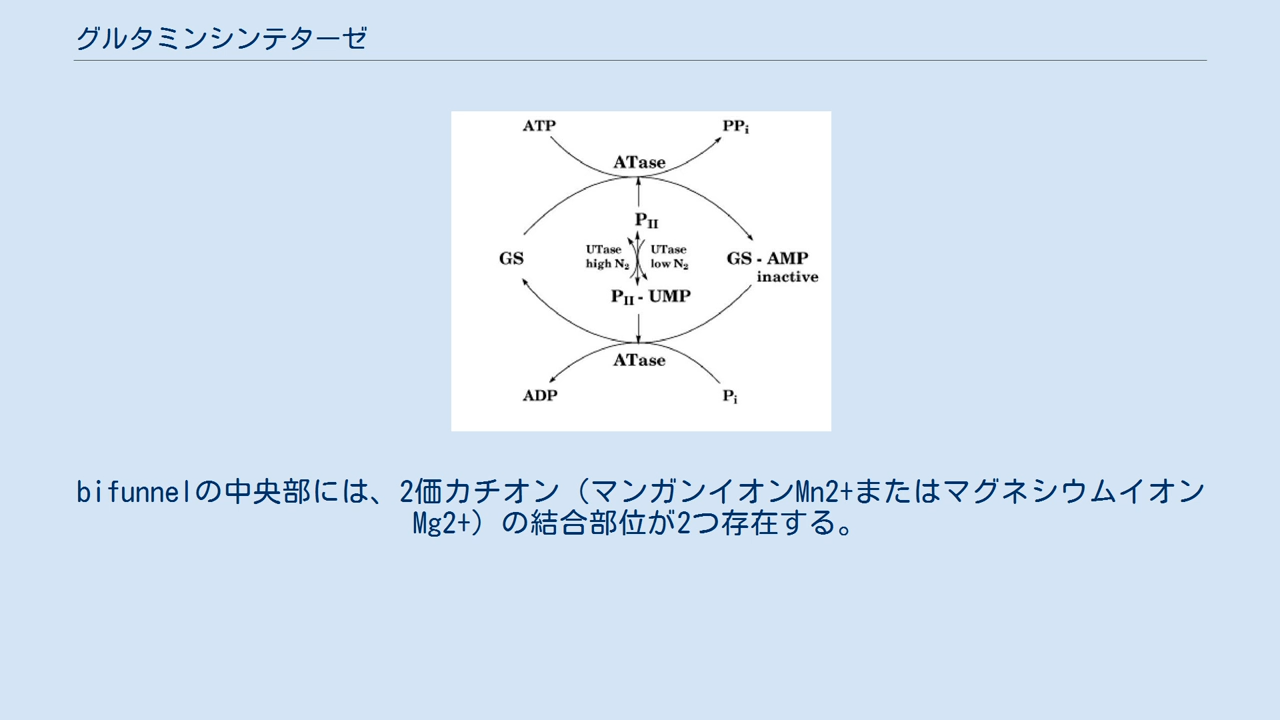 グルタミンシンテターゼ
ATP PPi
ATase
PII
UTase UTase
high N2 low N2
GS GS - AMP
inactive
PII - UMP
ATase
ADP Pi
bifunnelの中央部には、2価カチオン（マンガンイオンMn2+またはマグネシウムイオン
Mg2+）の結合部位が2つ存在する。